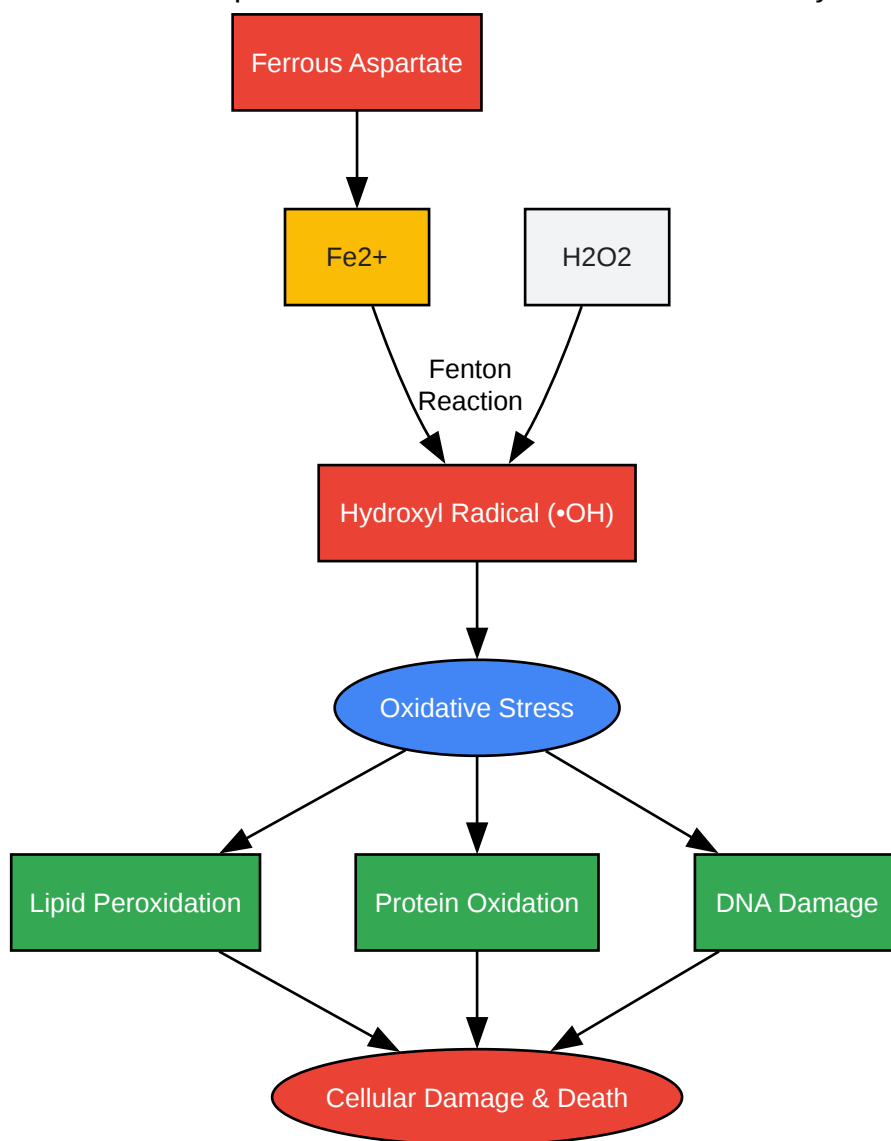 Ferrous Aspartate
Fe2+
H2O2
Fenton
Reaction
Hydroxyl Radical (•OH)
Oxidative Stress
Lipid Peroxidation
Protein Oxidation
DNA Damage
Cellular Damage & Death